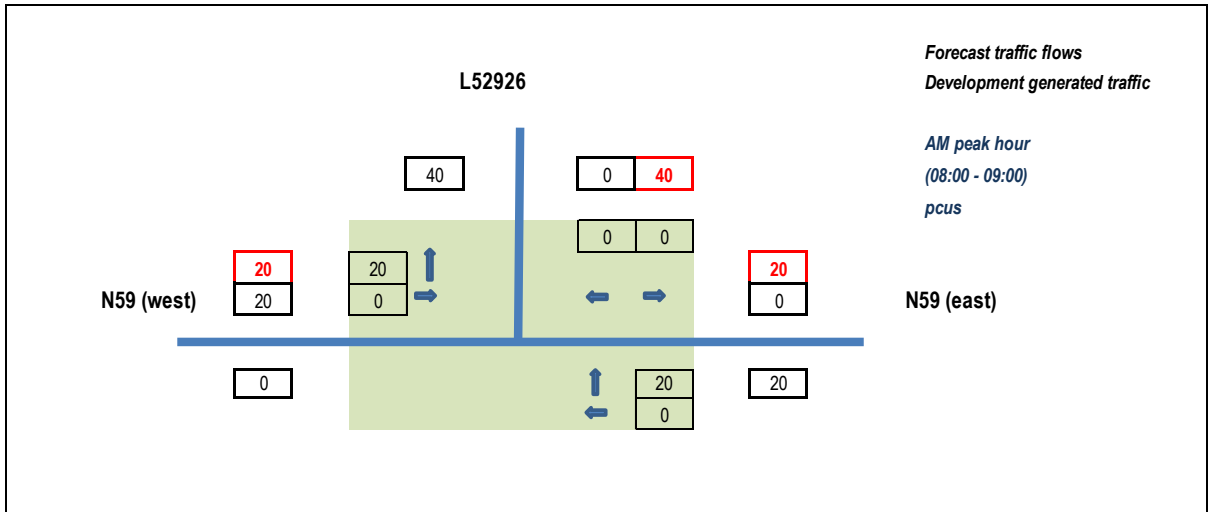 Forecast traffic flows
L52926
Development generated traffic
AM peak hour
40 0 40
(08:00 - 09:00)
pcus
0 0
20 20 20
N59 (west) 20 0 0 N59 (east)
0 20 20
0